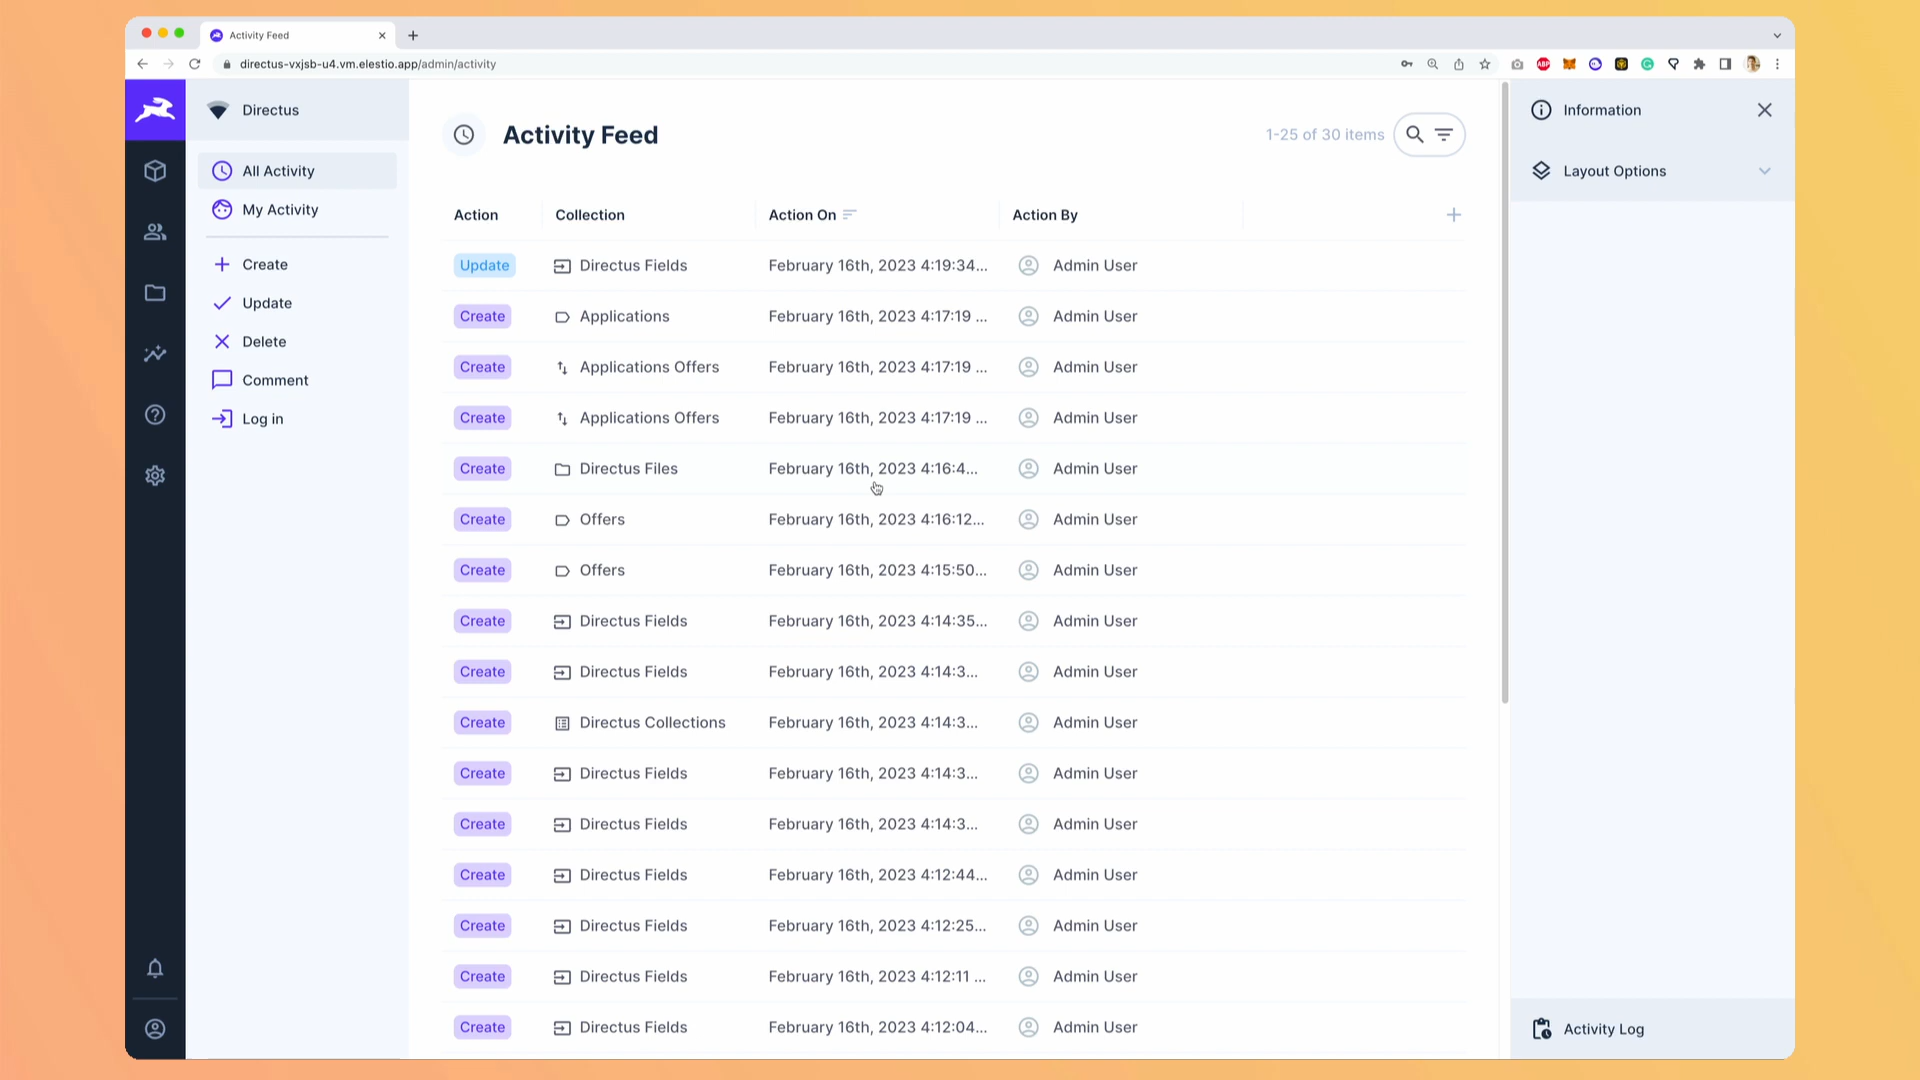 Activity Feed
directus-vxjsb-u4.vm.elestio.app/admin/activity
ABP
Directus
All Activity
My Activity
Create
Update
Delete
Comment
Log in
Activity Feed
1-25 of 30 items
Action Collection Action On Action By
Update Directus Fields February 16th, 2023 4:19:34... Admin User
Create Applications February 16th, 2023 4:17:19 ... Admin User
Create Applications Offers February 16th, 2023 4:17:19 ... Admin User
Create Applications Offers February 16th, 2023 4:17:19 ... Admin User
Create Directus Files February 16th, 2023 4:16:4... Admin User
Create Offers February 16th, 2023 4:16:12... Admin User
Create Offers February 16th, 2023 4:15:50... Admin User
Create Directus Fields February 16th, 2023 4:14:35... Admin User
Create Directus Fields February 16th, 2023 4:14:3... Admin User
Create Directus Collections February 16th, 2023 4:14:3... Admin User
Create Directus Fields February 16th, 2023 4:14:3... Admin User
Create Directus Fields February 16th, 2023 4:14:3... Admin User
Create Directus Fields February 16th, 2023 4:12:44... Admin User
Create Directus Fields February 16th, 2023 4:12:25... Admin User
Create Directus Fields February 16th, 2023 4:12:11 ... Admin User
Create Directus Fields February 16th, 2023 4:12:04... Admin User
Information
Layout Options
Activity Log